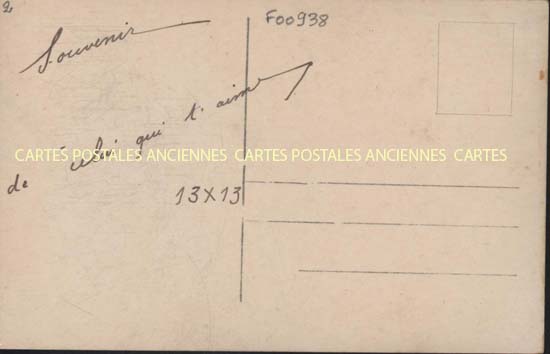 2
F00938
Souvenir
de celui qui t'aime
CARTES POSTALES ANCIENNES CARTES POSTALES ANCIENNES CARTES
13X13